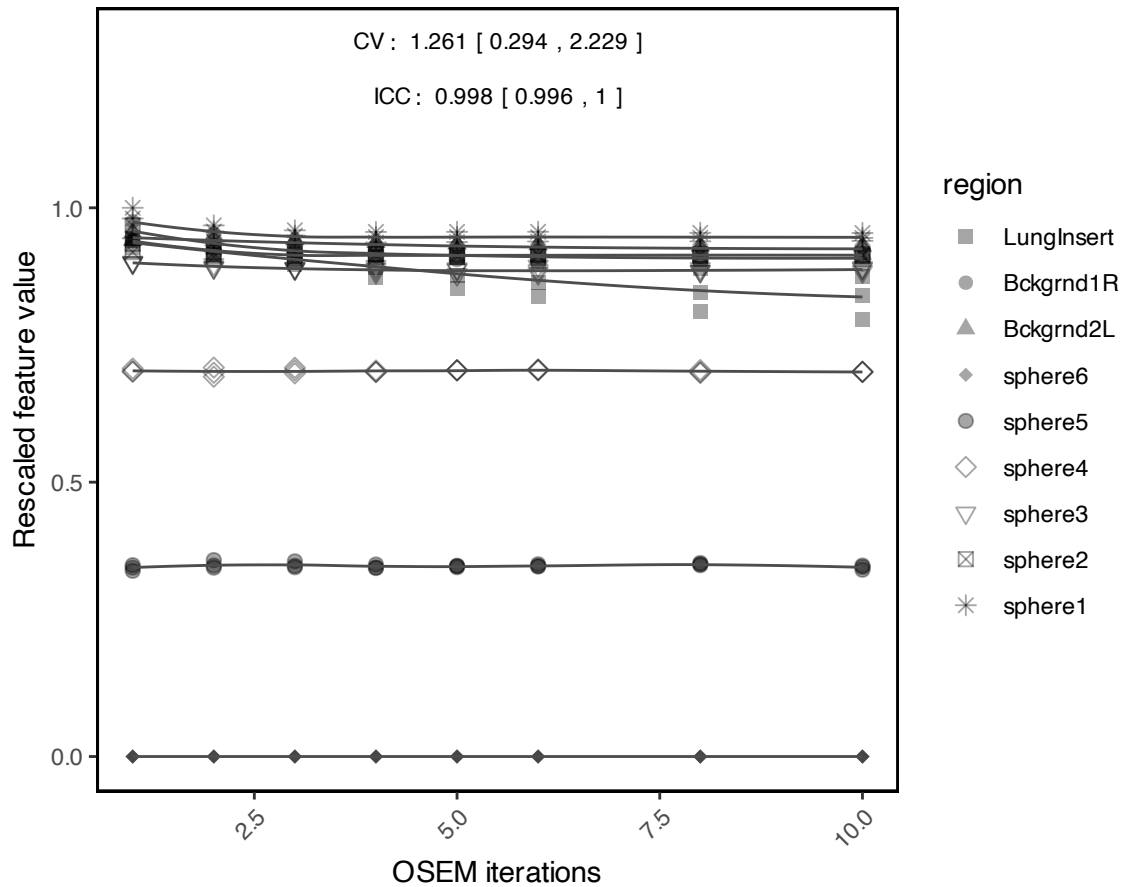 CV : 1.261 [ 0.294 , 2.229 ]
ICC : 0.998 [ 0.996 , 1 ]
Rescaled feature value
1.0
0.5
0.0
2.5
5.0
7.5
10.0
OSEM iterations
region
LungInsert
Bckgrnd1R
Bckgrnd2L
sphere6
sphere5
sphere4
sphere3
sphere2
sphere1